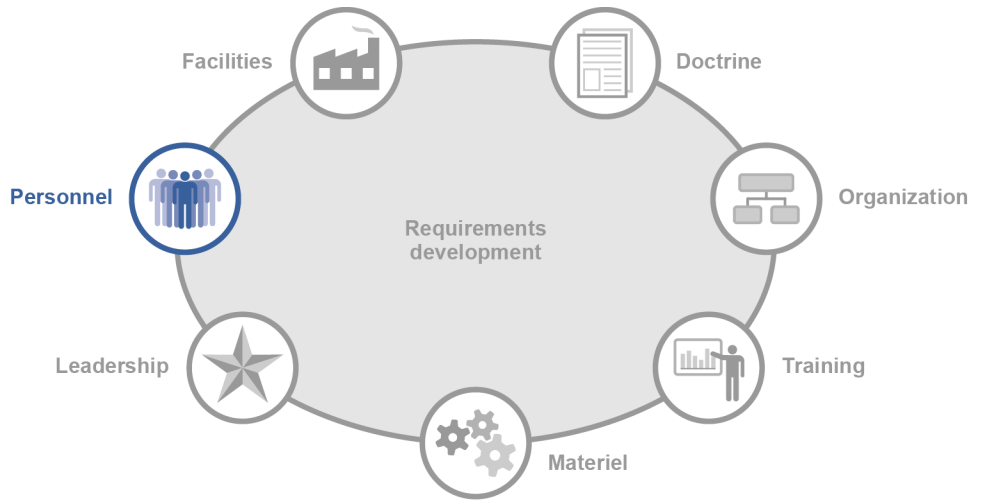 Facilities
Doctrine
Personnel
Organization
Requirements
development
Leadership
Training
Materiel